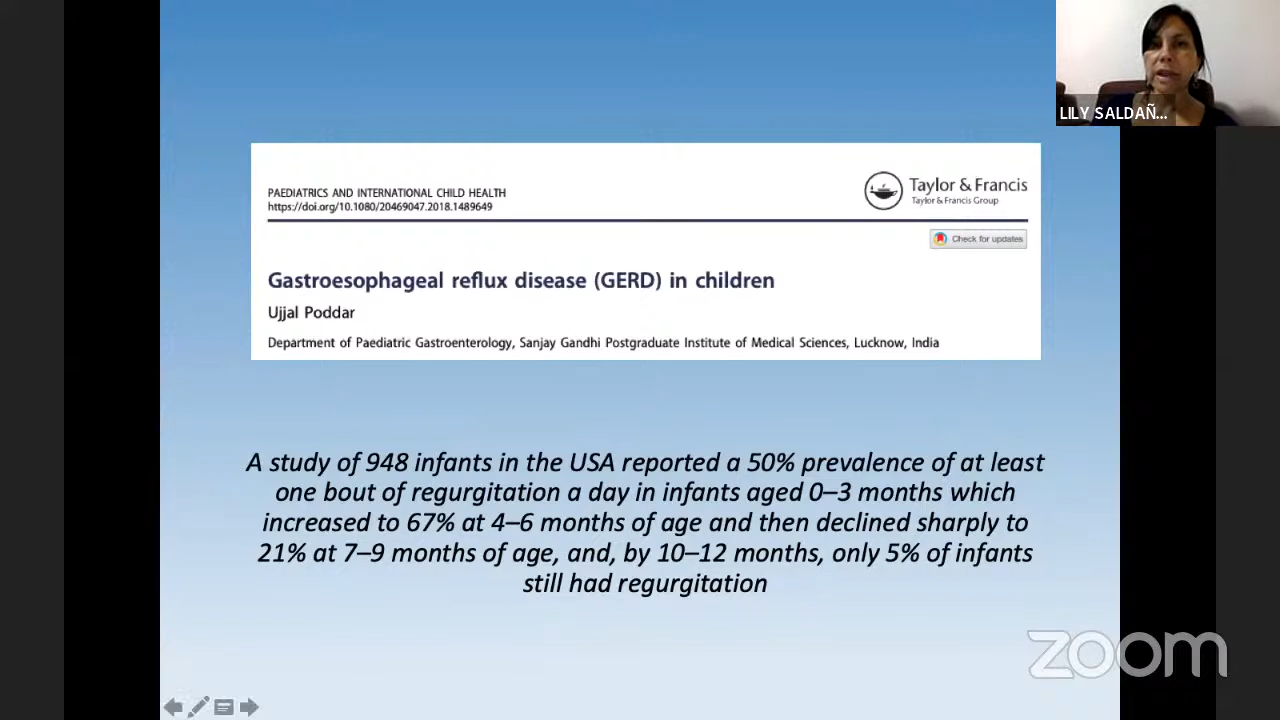 LILY SALDAÑ...
PAEDIATRICS AND INTERNATIONAL CHILD HEALTH
https://doi.org/10.1080/20469047.2018.1489649
Taylor & Francis
Taylor & Francis Group
Check for updates
Gastroesophageal reflux disease (GERD) in children
Ujjal Poddar
Department of Paediatric Gastroenterology, Sanjay Gandhi Postgraduate Institute of Medical Sciences, Lucknow, India
A study of 948 infants in the USA reported a 50% prevalence of at least
one bout of regurgitation a day in infants aged 0–3 months which
increased to 67% at 4–6 months of age and then declined sharply to
21% at 7–9 months of age, and, by 10–12 months, only 5% of infants
still had regurgitation
zoom